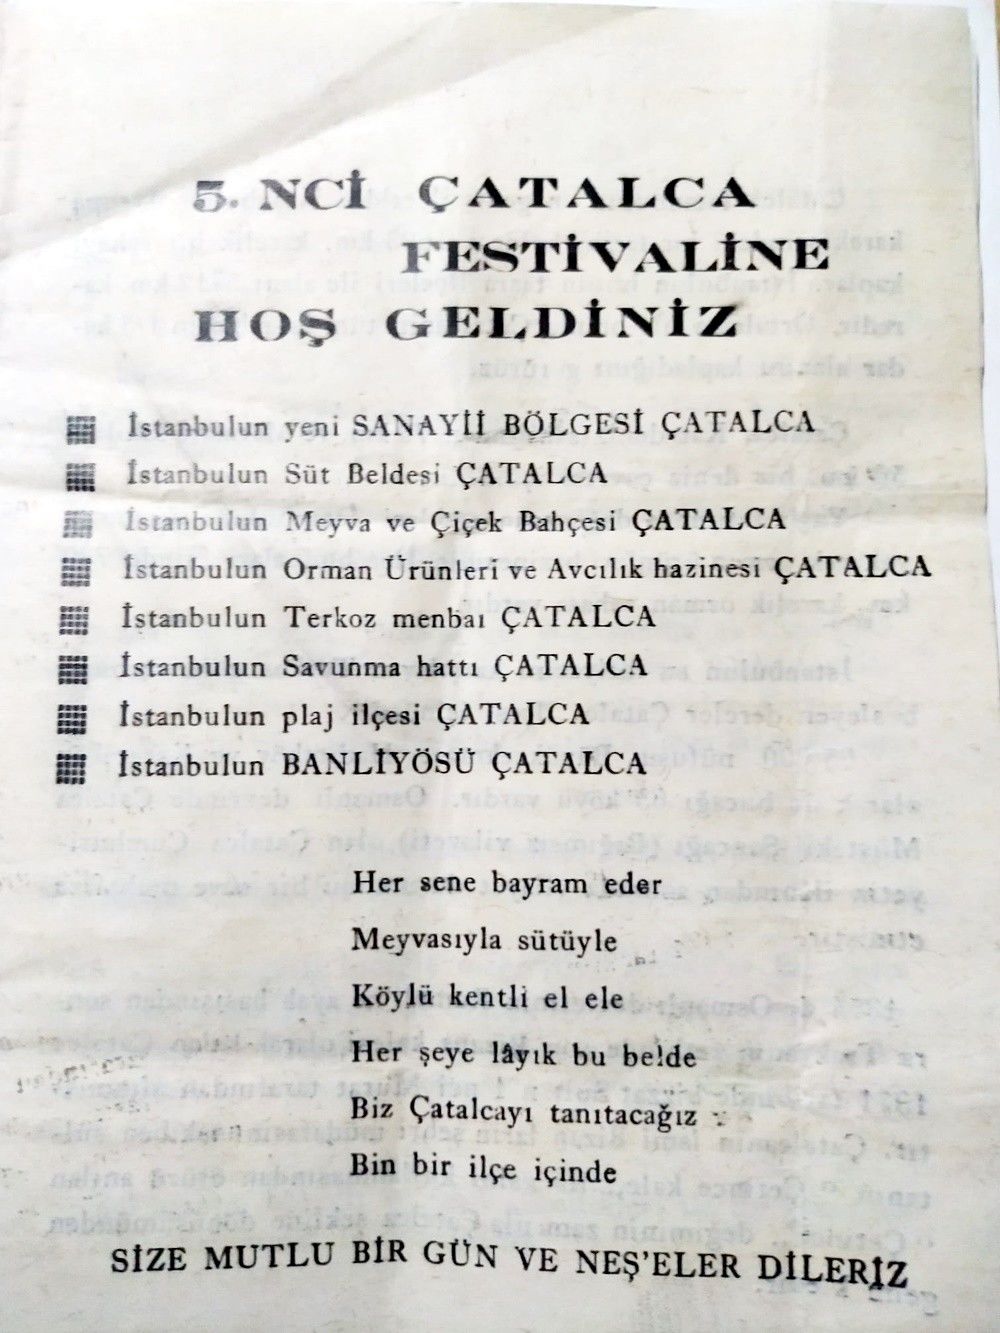 5. NCİ ÇATALCA
FESTİVALİNE
HOŞ GELDİNİZ
İstanbulun yeni SANAYİİ BÖLGESİ ÇATALCA
İstanbulun Süt Beldesi ÇATALCA
İstanbulun Meyva ve Çiçek Bahçesi ÇATALCA
İstanbulun Orman Ürünleri ve Avcılık hazinesi ÇATALCA
İstanbulun Terkoz menbaı ÇATALCA
İstanbulun Savunma hattı ÇATALCA
İstanbulun plaj ilçesi ÇATALCA
İstanbulun BANLİYÖSÜ ÇATALCA
Her sene bayram eder
Meyvasıyla sütüyle
Köylü kentli el ele
Her şeye lâyık bu belde
Biz Çatalcayı tanıtacağız
Bin bir ilçe içinde
SİZE MUTLU BİR GÜN VE NEŞ'ELER DİLERİZ